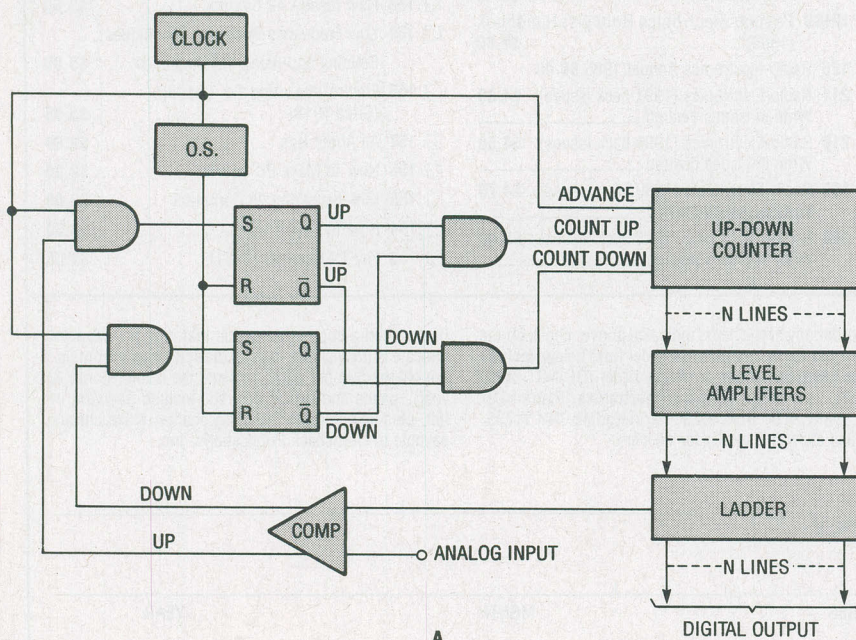 CLOCK
O.S.
ADVANCE
S Q UP
COUNT UP
UP-DOWN
COUNTER
COUNT DOWN
UP
R Q̅
N LINES
S Q
DOWN
LEVEL
AMPLIFIERS
R Q̅
DOWN
N LINES
DOWN
COMP
LADDER
UP
ANALOG INPUT
N LINES
DIGITAL OUTPUT
A